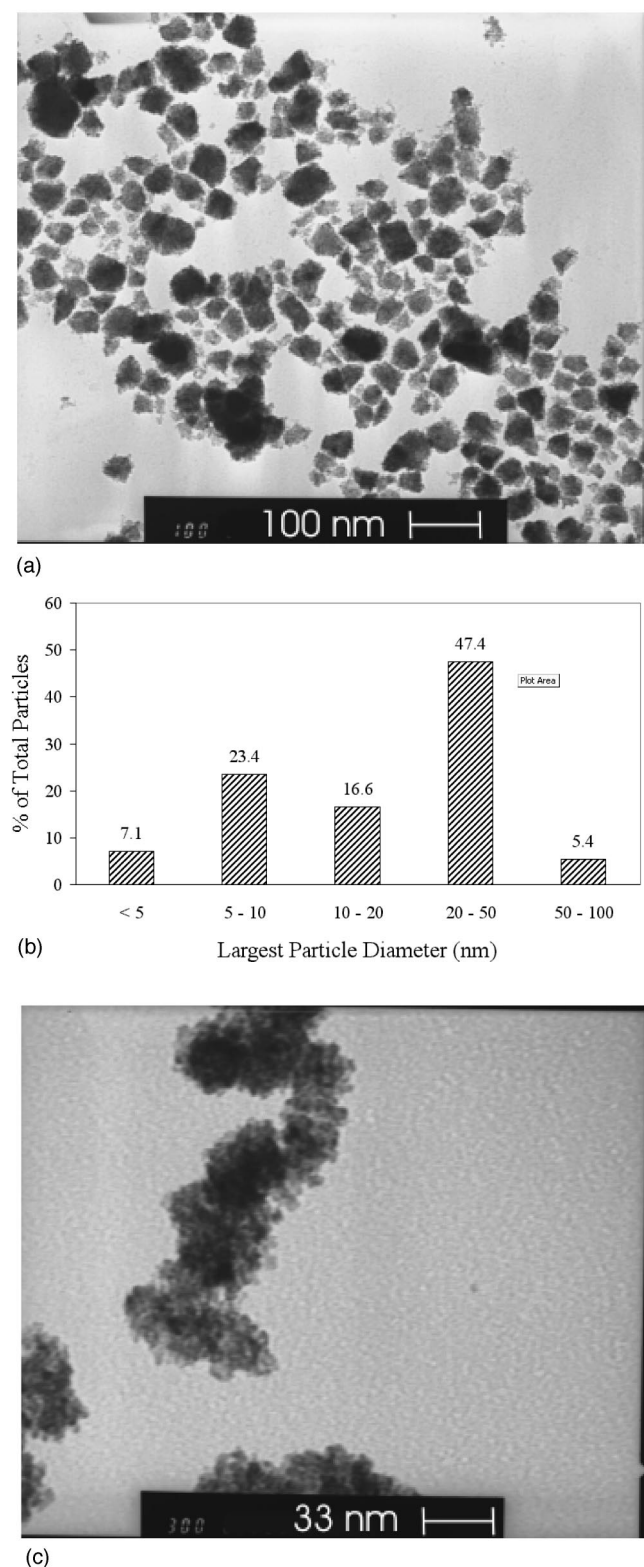 100 100 nm
(a)
60
50
40
30
20
10
0
% of Total Particles
7.1
23.4
16.6
47.4
5.4
Plot Area
< 5 5 - 10 10 - 20 20 - 50 50 - 100
Largest Particle Diameter (nm)
(b)
300 33 nm
(c)